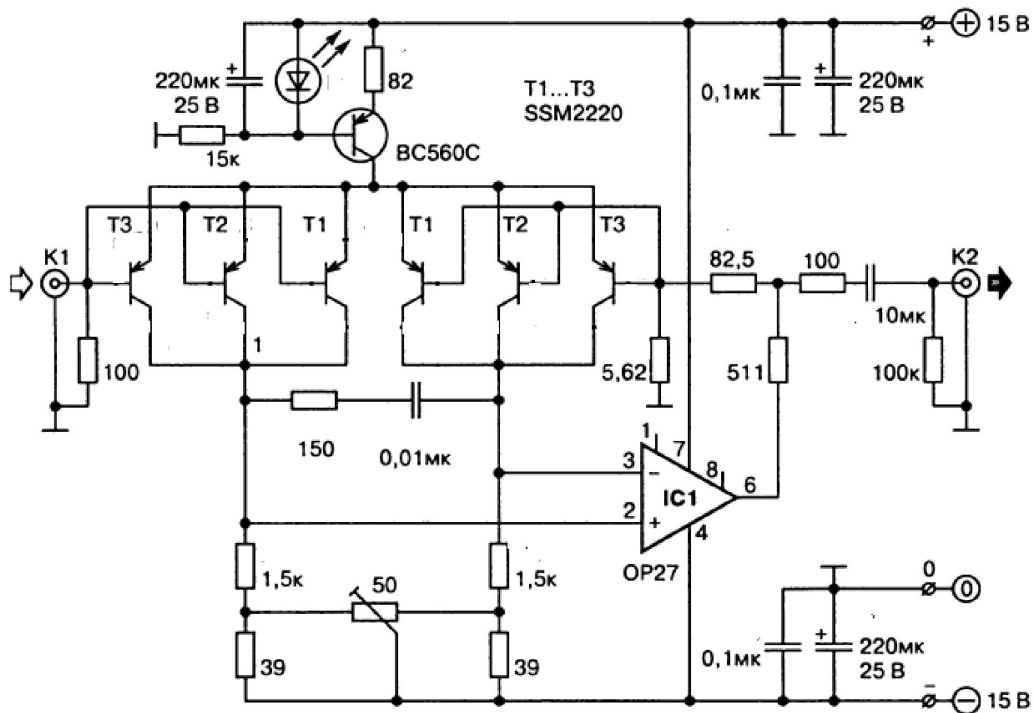 15 В
+
+
220мк
25 В
82
T1...T3
SSM2220
0,1мк
+
220мк
25 В
15к
BC560C
T3
T2
T1
T1
T2
T3
K1
82,5
100
K2
10мк
100
1
5,62
511
100к
150
0,01мк
1
7
8
3
−
IC1
6
2
+
4
OP27
1,5к
50
1,5к
0
0
39
39
0,1мк
+
220мк
25 В
−
15 В